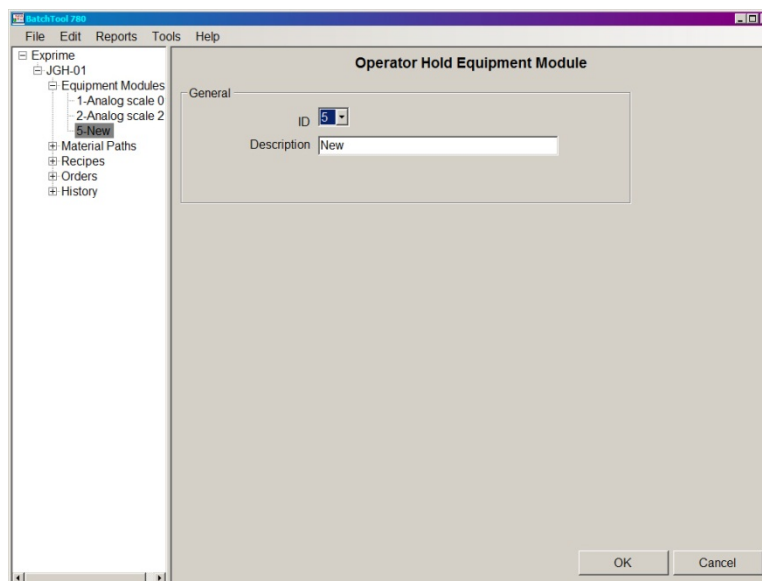 BatchTool 780
File Edit Reports Tools Help
Exprime
JGH-01
Equipment Modules
1-Analog scale 0
2-Analog scale 2
5-New
Material Paths
Recipes
Orders
History
Operator Hold Equipment Module
General
ID 5
Description New
OK Cancel